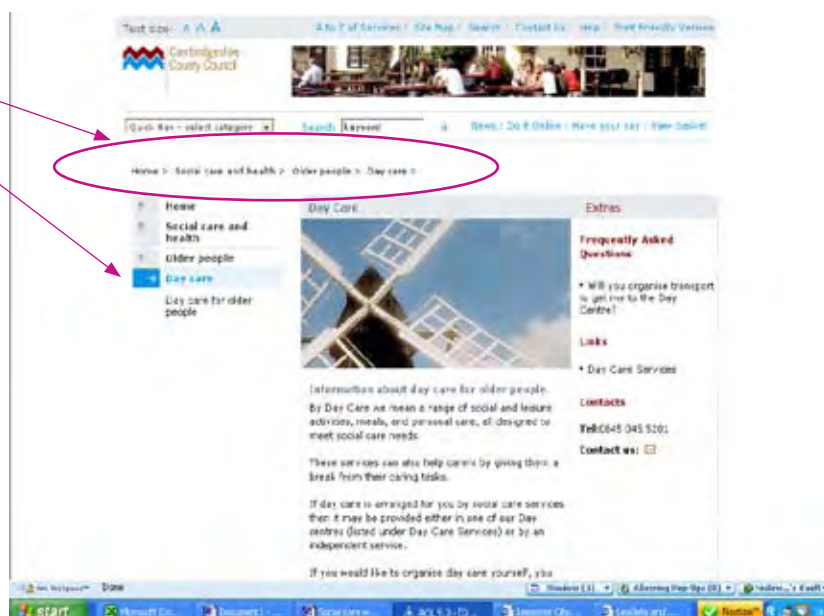 Text size: A A A
A to Z of Services | Site Map | Search | Contact Us | Help | Print Friendly Version
Cambridgeshire
County Council
Quick Nav - select category
Search keyword
News | Do it Online | Have your say | View
Home > Social care and health > Older people > Day care >
Home
Social care and
health
Older people
Day care
Day care for older
people
Day Care
Information about day care for older people
By Day Care we mean a range of social and leisure
activities, meals, and personal care, all designed to
meet social care needs.
These services can also help carers by giving them a
break from their caring tasks.
If day care is arranged for you by social care services
then it may be provided either in one of our Day
centres (listed under Day Care Services) or by an
independent service.
If you would like to organise day care yourself, you
Extras
Frequently Asked
Questions
• Will you organise transport
to get me to the Day
Centre?
Links
• Day Care Services
Contacts
Tel:0845 045 5201
Contact us:
Done
start
Document1 -
Norton™